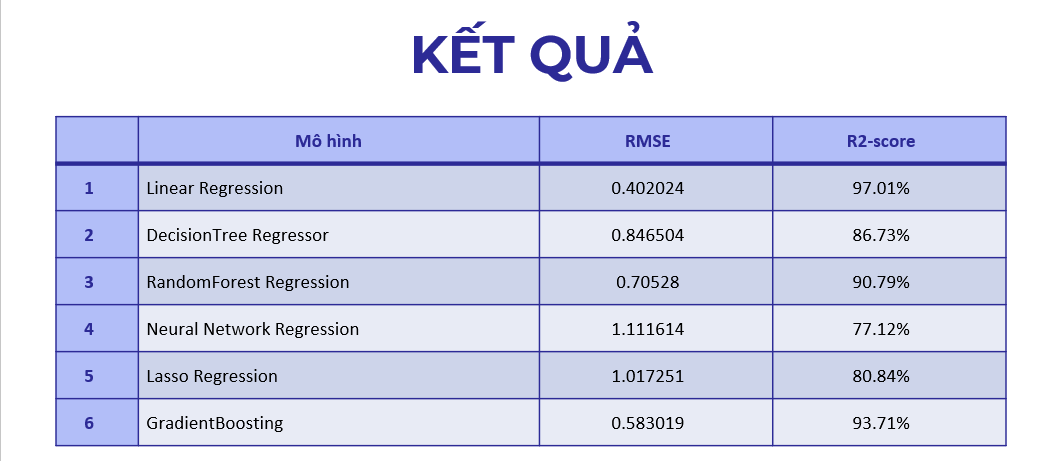 KẾT QUẢ
Mô hình RMSE R2-score
1 Linear Regression 0.402024 97.01%
2 DecisionTree Regressor 0.846504 86.73%
3 RandomForest Regression 0.70528 90.79%
4 Neural Network Regression 1.111614 77.12%
5 Lasso Regression 1.017251 80.84%
6 GradientBoosting 0.583019 93.71%